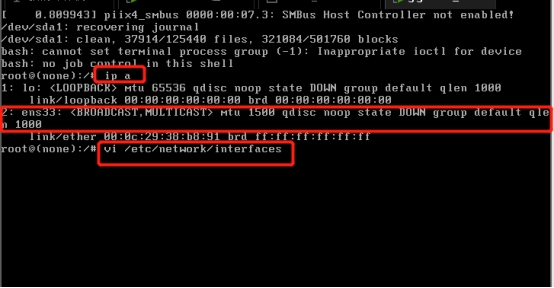 [    0.809943] piix4_smbus 0000:00:07.3: SMBus Host Controller not enabled!
/dev/sda1: recovering journal
/dev/sda1: clean, 37914/125440 files, 321084/501760 blocks
bash: cannot set terminal process group (-1): Inappropriate ioctl for device
bash: no job control in this shell
root@(none):/# ip a
1: lo: <LOOPBACK> mtu 65536 qdisc noop state DOWN group default qlen 1000
    link/loopback 00:00:00:00:00:00 brd 00:00:00:00:00:00
2: ens33: <BROADCAST,MULTICAST> mtu 1500 qdisc noop state DOWN group default qle
n 1000
    link/ether 00:0c:29:38:b8:91 brd ff:ff:ff:ff:ff:ff
root@(none):/# vi /etc/network/interfaces